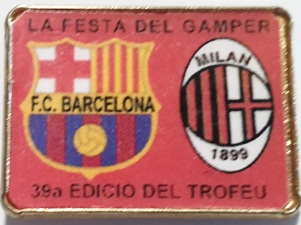 LA FESTA DEL GAMPER
F.C. BARCELONA
MILAN
1899
39a EDICIO DEL TROFEU